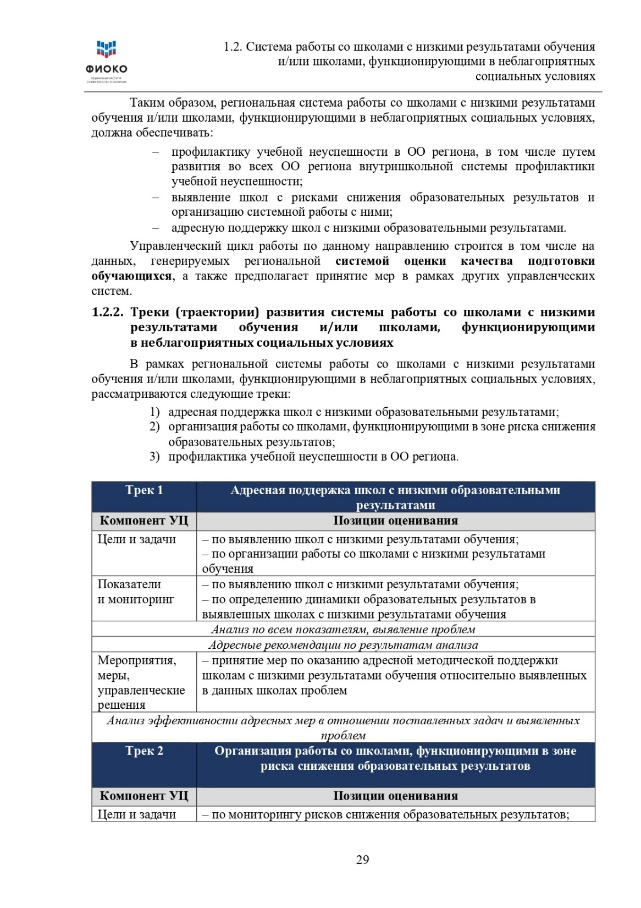 1.2. Система работы со школами с низкими результатами обучения
и/или школами, функционирующими в неблагоприятных
социальных условиях
ФИОКО
Таким образом, региональная система работы со школами с низкими результатами
обучения и/или школами, функционирующими в неблагоприятных социальных условиях,
должна обеспечивать:
– профилактику учебной неуспешности в ОО региона, в том числе путем
развития во всех ОО региона внутришкольной системы профилактики
учебной неуспешности;
– выявление школ с рисками снижения образовательных результатов и
организацию системной работы с ними;
– адресную поддержку школ с низкими образовательными результатами.
Управленческий цикл работы по данному направлению строится в том числе на
данных, генерируемых региональной системой оценки качества подготовки
обучающихся, а также предполагает принятие мер в рамках других управленческих
систем.
1.2.2. Треки (траектории) развития системы работы со школами с низкими
результатами обучения и/или школами, функционирующими
в неблагоприятных социальных условиях
В рамках региональной системы работы со школами с низкими результатами
обучения и/или школами, функционирующими в неблагоприятных социальных условиях,
рассматриваются следующие треки:
1) адресная поддержка школ с низкими образовательными результатами;
2) организация работы со школами, функционирующими в зоне риска снижения
образовательных результатов;
3) профилактика учебной неуспешности в ОО региона.
Трек 1 Адресная поддержка школ с низкими образовательными
результатами
Компонент УЦ Позиции оценивания
Цели и задачи – по выявлению школ с низкими результатами обучения;
– по организации работы со школами с низкими результатами
обучения
Показатели – по выявлению школ с низкими результатами обучения;
и мониторинг – по определению динамики образовательных результатов в
выявленных школах с низкими результатами обучения
Анализ по всем показателям, выявление проблем
Адресные рекомендации по результатам анализа
Мероприятия, – принятие мер по оказанию адресной методической поддержки
меры, школам с низкими результатами обучения относительно выявленных
управленческие в данных школах проблем
решения
Анализ эффективности адресных мер в отношении поставленных задач и выявленных
проблем
Трек 2 Организация работы со школами, функционирующими в зоне
риска снижения образовательных результатов
Компонент УЦ Позиции оценивания
Цели и задачи – по мониторингу рисков снижения образовательных результатов;
29